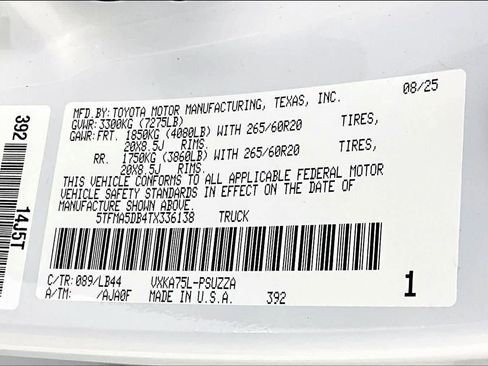 MFD.BY:TOYOTA MOTOR MANUFACTURING, TEXAS, INC. 08/25
GVWR:3300KG (7275LB)
GAWR:FRT. 1850KG (4080LB) WITH 265/60R20 TIRES,
20X8.5J RIMS.
RR. 1750KG (3860LB) WITH 265/60R20 TIRES,
20X8.5J RIMS.
THIS VEHICLE CONFORMS TO ALL APPLICABLE FEDERAL MOTOR
VEHICLE SAFETY STANDARDS IN EFFECT ON THE DATE OF
MANUFACTURE SHOWN ABOVE.
5TFMA5DB4TX336138 TRUCK
C/TR:089/LB44 VXKA75L-PSUZZA
A/TM: /AJA0F MADE IN U.S.A. 392
1
392
14J5T